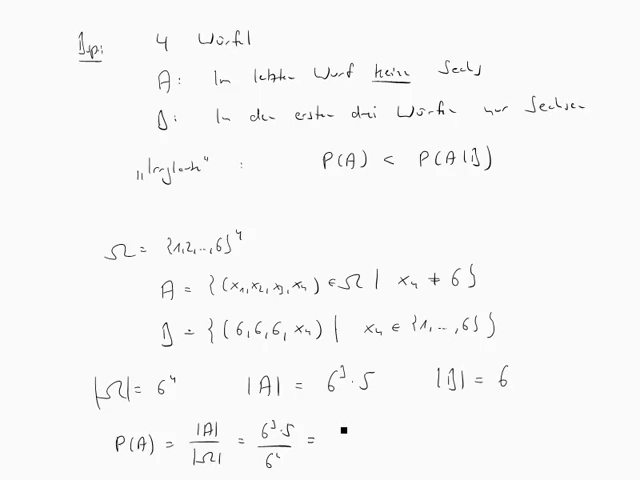 Bsp: 4 Würfel
A: Im letzten Wurf keine Sechs
B: In den ersten drei Würfen nur Sechsen
„Irrglaube“ : P(A) < P(A|B)
Ω = {1,2,...,6}⁴
A = {(x₁,x₂,x₃,x₄) ∈ Ω | x₄ ≠ 6}
B = {(6,6,6,x₄) | x₄ ∈ {1,...,6}}
|Ω| = 6⁴ |A| = 6³·5 |B| = 6
P(A) = |A|/|Ω| = 6³·5/6⁴ =